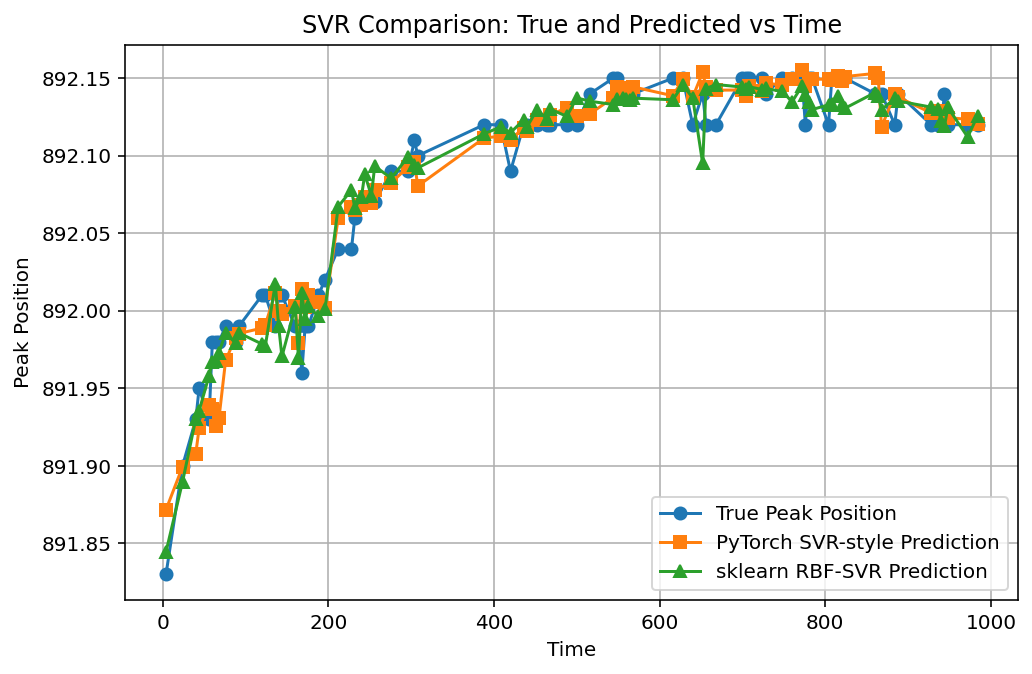 SVR Comparison: True and Predicted vs Time
892.15
892.10
892.05
892.00
891.95
891.90
891.85
Peak Position
True Peak Position
PyTorch SVR-style Prediction
sklearn RBF-SVR Prediction
0 200 400 600 800 1000
Time